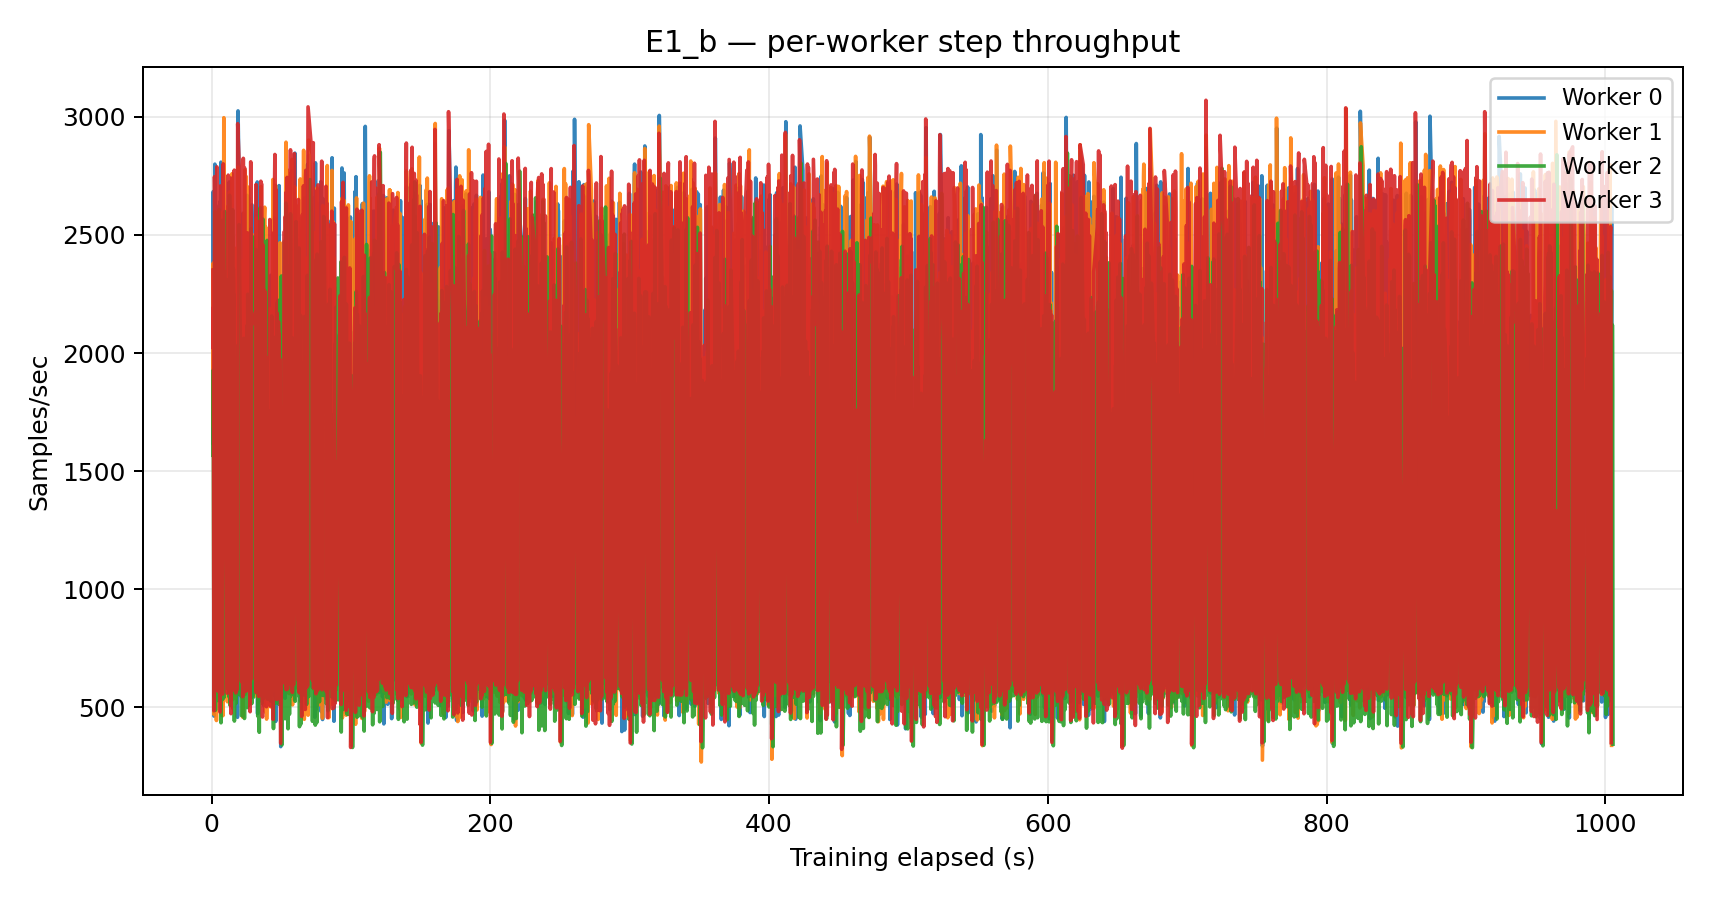 E1_b — per-worker step throughput
Worker 0
Worker 1
Worker 2
Worker 3
3000
2500
2000
1500
1000
500
Samples/sec
0 200 400 600 800 1000
Training elapsed (s)